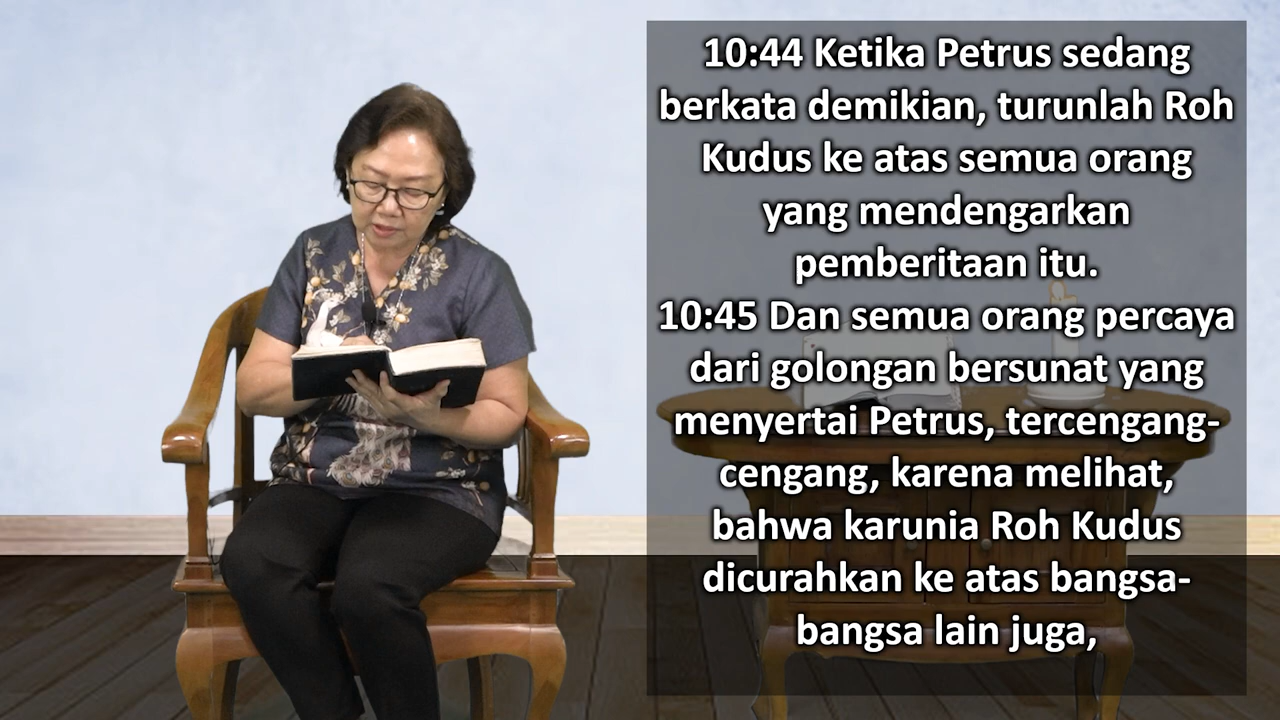 10:44 Ketika Petrus sedang
berkata demikian, turunlah Roh
Kudus ke atas semua orang
yang mendengarkan
pemberitaan itu.
10:45 Dan semua orang percaya
dari golongan bersunat yang
menyertai Petrus, tercengang-
cengang, karena melihat,
bahwa karunia Roh Kudus
dicurahkan ke atas bangsa-
bangsa lain juga,